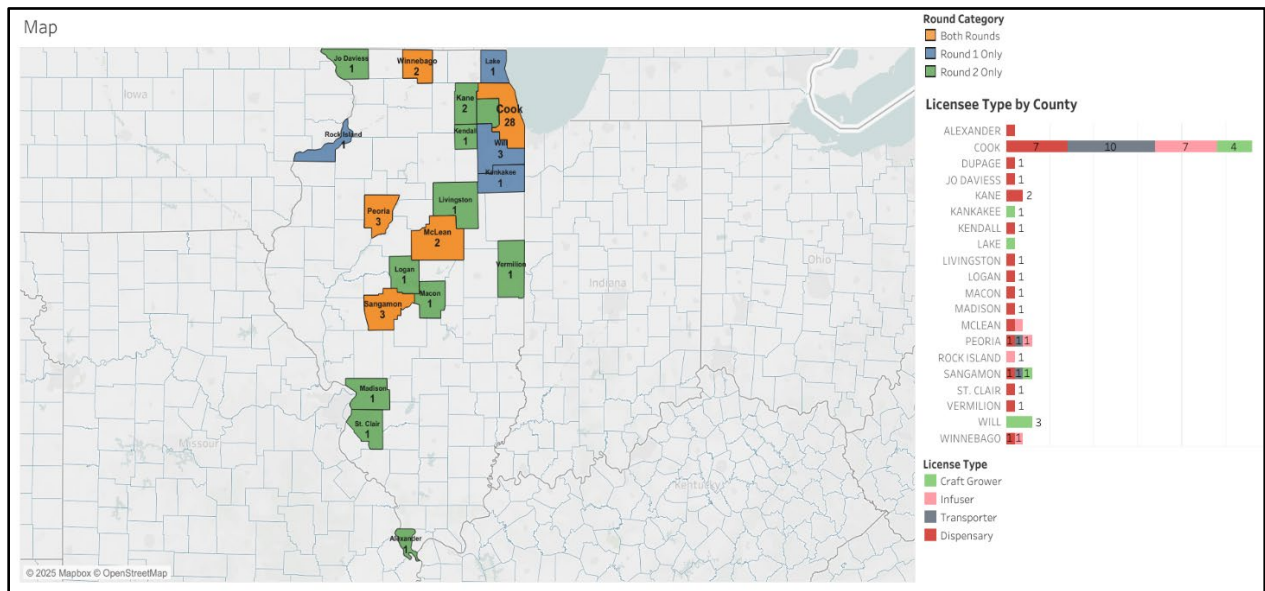 Map
Iowa
Missour
Indiana
Ohio
Kentucky
Jo Daviess
1
Winnebago
2
Lake
1
Kane
2
Cook
28
Kendall
1
Will
3
Rock Island
1
Kankakee
1
Livingston
1
Peoria
3
McLean
2
Vermilion
1
Logan
1
Macon
1
Sangamon
3
Madison
1
St. Clair
1
Alexander
1
© 2025 Mapbox © OpenStreetMap
Round Category
Both Rounds
Round 1 Only
Round 2 Only
Licensee Type by County
ALEXANDER
COOK 7 10 7 4
DUPAGE 1
JO DAVIESS 1
KANE 2
KANKAKEE 1
KENDALL 1
LAKE
LIVINGSTON 1
LOGAN 1
MACON 1
MADISON 1
MCLEAN
PEORIA 1 1 1
ROCK ISLAND 1
SANGAMON 1 1 1
ST. CLAIR 1
VERMILION 1
WILL 3
WINNEBAGO 1 1
License Type
Craft Grower
Infuser
Transporter
Dispensary